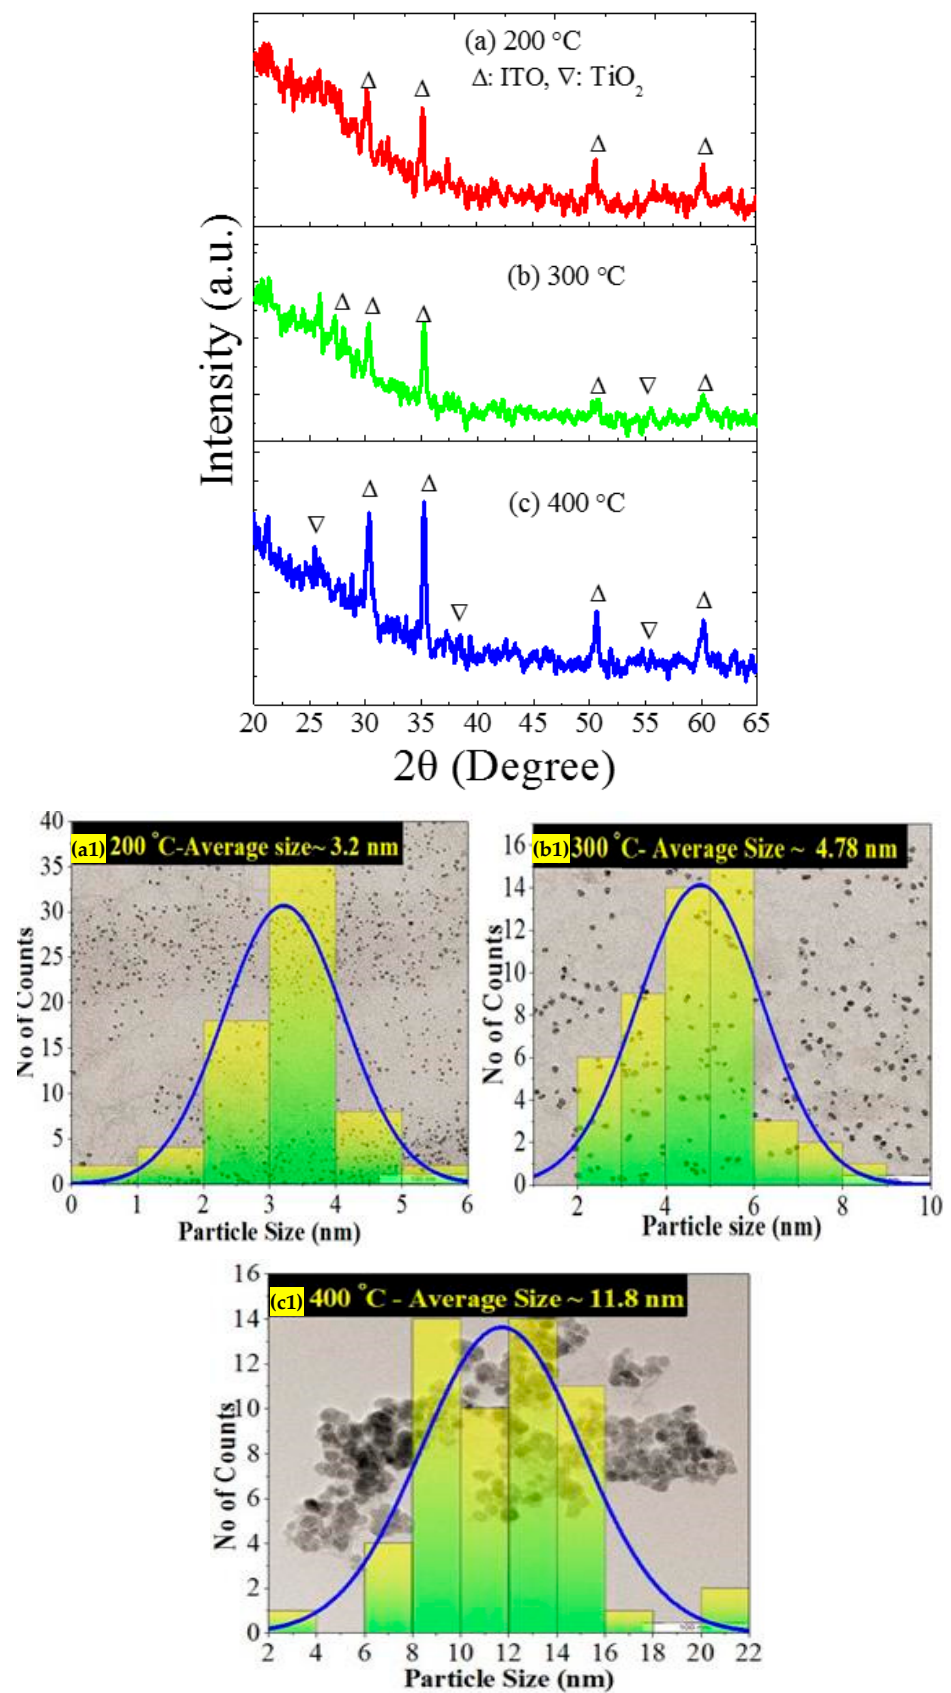 (a) 200 °C
Δ: ITO, ∇: TiO₂
Δ Δ Δ Δ
Intensity (a.u.)
(b) 300 °C
Δ Δ Δ Δ ∇ Δ
(c) 400 °C
∇ Δ Δ ∇ Δ ∇ Δ
20 25 30 35 40 45 50 55 60 65
2θ (Degree)
(a1) 200 °C-Average size~ 3.2 nm
No of Counts
40
35
30
25
20
15
10
5
0
0 1 2 3 4 5 6
Particle Size (nm)
(b1) 300 °C- Average Size ~ 4.78 nm
No of Counts
16
14
12
10
8
6
4
2
0
2 4 6 8 10
Particle size (nm)
(c1) 400 °C - Average Size ~ 11.8 nm
No of Counts
16
14
12
10
8
6
4
2
0
2 4 6 8 10 12 14 16 18 20 22
Particle Size (nm)